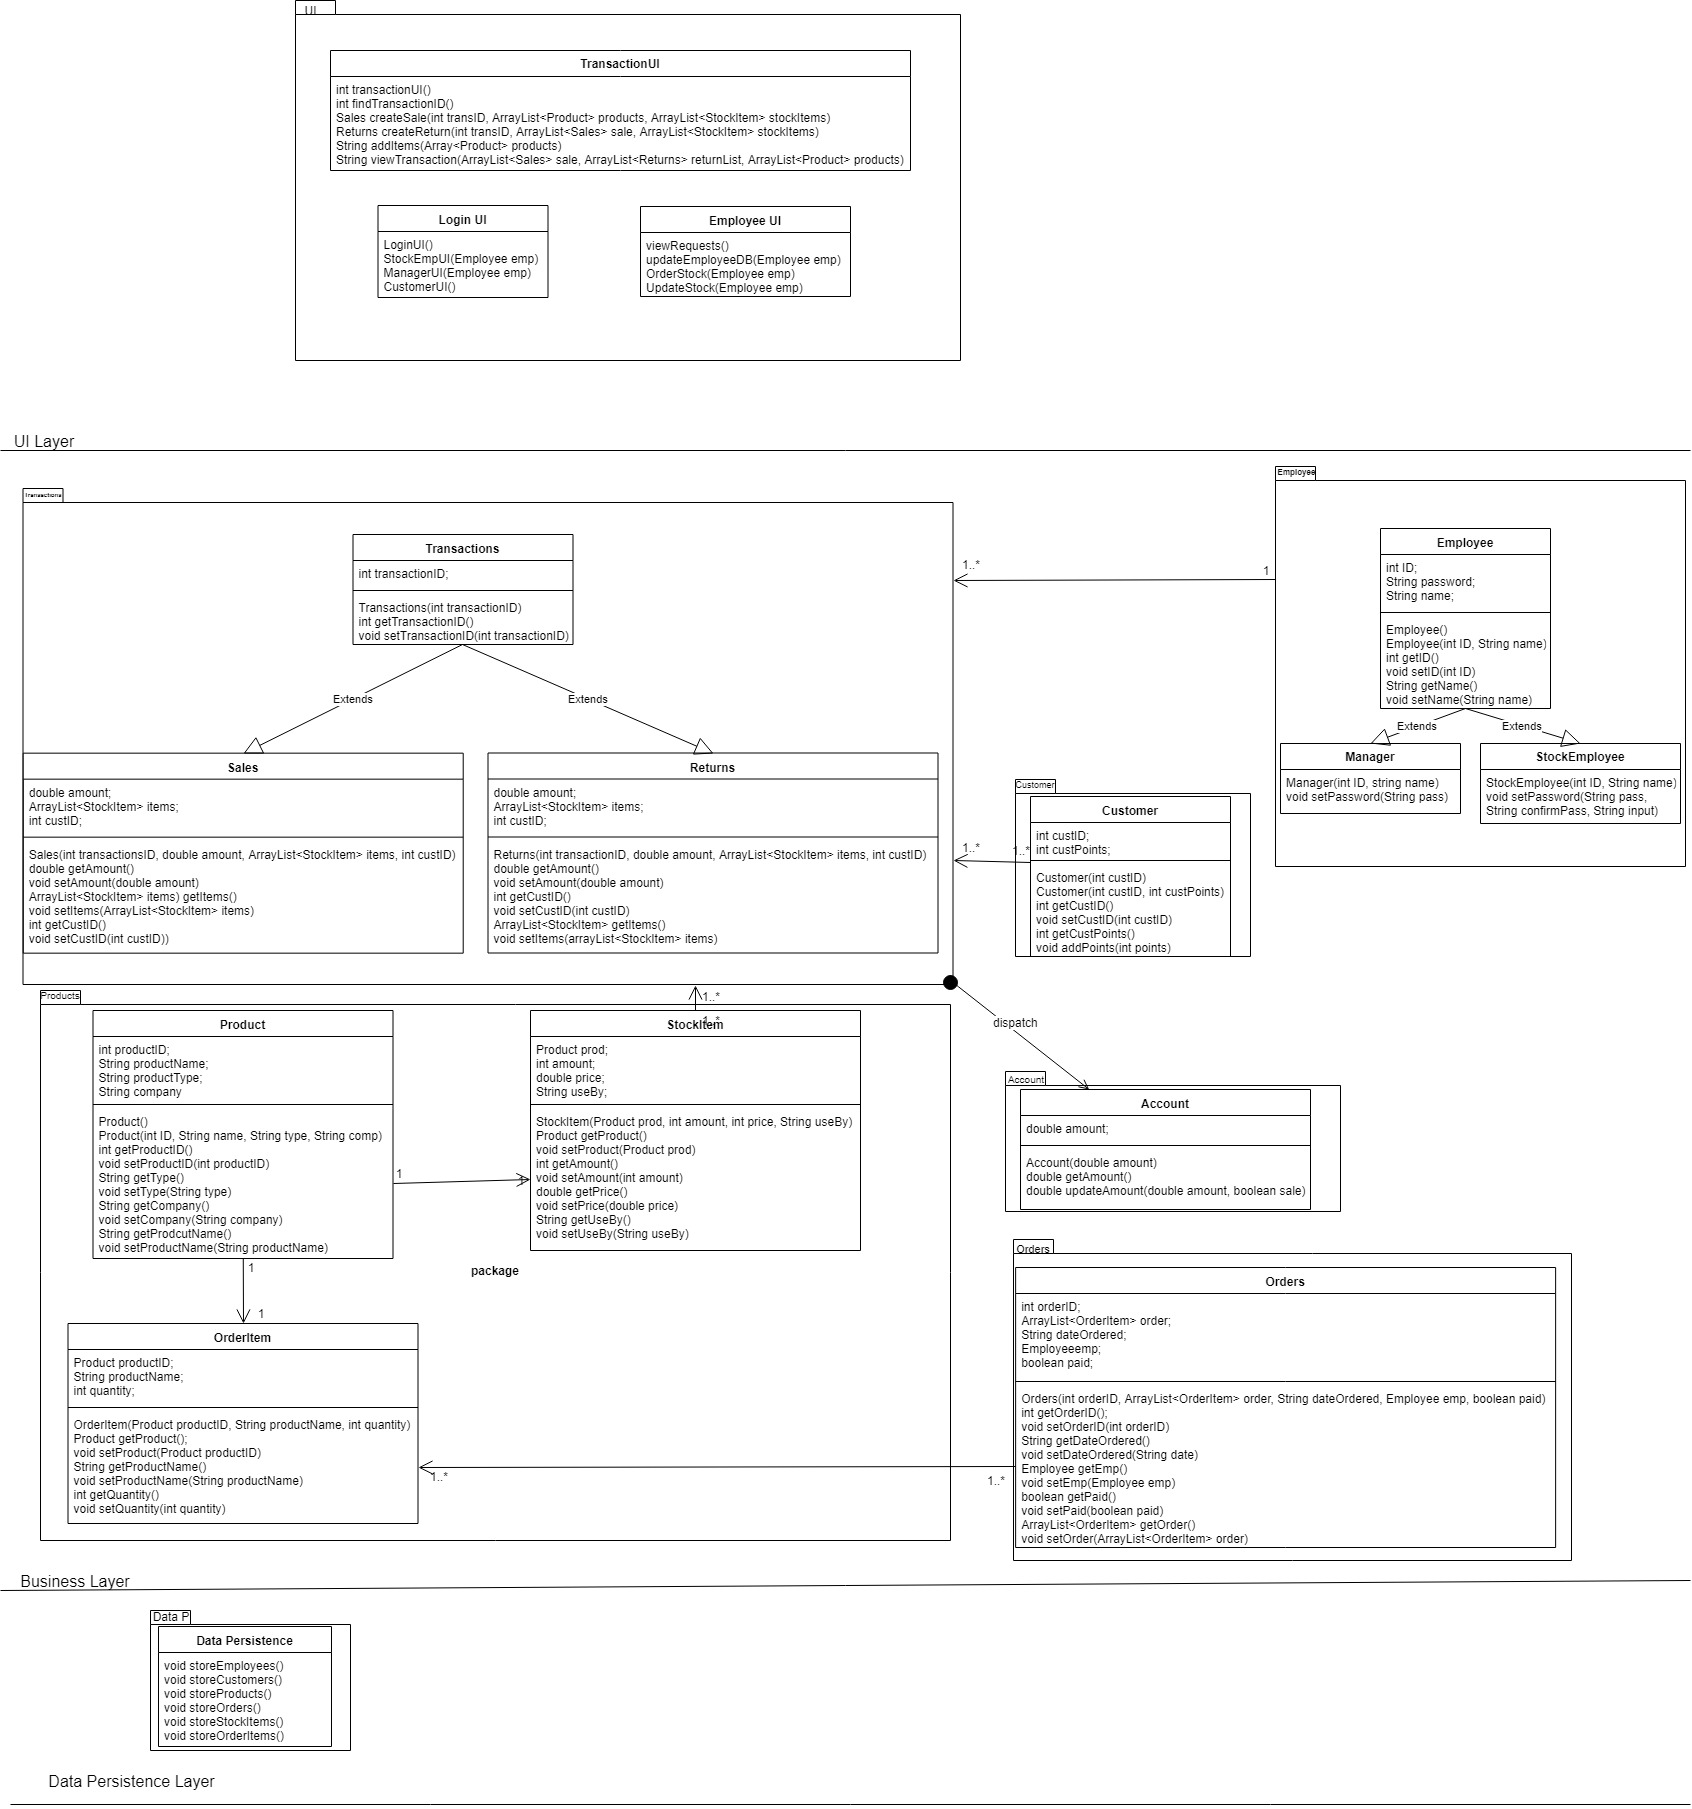 UI
TransactionUI
int transactionUI()
int findTransactionID()
Sales createSale(int transID, ArrayList<Product> products, ArrayList<StockItem> stockItems)
Returns createReturn(int transID, ArrayList<Sales> sale, ArrayList<StockItem> stockItems)
String addItems(Array<Product> products)
String viewTransaction(ArrayList<Sales> sale, ArrayList<Returns> returnList, ArrayList<Product> products)
Login UI
LoginUI()
StockEmpUI(Employee emp)
ManagerUI(Employee emp)
CustomerUI()
Employee UI
viewRequests()
updateEmployeeDB(Employee emp)
OrderStock(Employee emp)
UpdateStock(Employee emp)
UI Layer
Transactions
Transactions
int transactionID;
Transactions(int transactionID)
int getTransactionID()
void setTransactionID(int transactionID)
Extends
Extends
Sales
double amount;
ArrayList<StockItem> items;
int custID;
Sales(int transactionsID, double amount, ArrayList<StockItem> items, int custID)
double getAmount()
void setAmount(double amount)
ArrayList<StockItem> items) getItems()
void setItems(ArrayList<StockItem> items)
int getCustID()
void setCustID(int custID))
Returns
double amount;
ArrayList<StockItem> items;
int custID;
Returns(int transactionID, double amount, ArrayList<StockItem> items, int custID)
double getAmount()
void setAmount(double amount)
int getCustID()
void setCustID(int custID)
ArrayList<StockItem> getItems()
void setItems(arrayList<StockItem> items)
1..*
1
Employee
Employee
int ID;
String password;
String name;
Employee()
Employee(int ID, String name)
int getID()
void setID(int ID)
String getName()
void setName(String name)
Extends
Extends
Manager
Manager(int ID, string name)
void setPassword(String pass)
StockEmployee
StockEmployee(int ID, String name)
void setPassword(String pass,
String confirmPass, String input)
1..*
1..*
Customer
Customer
int custID;
int custPoints;
Customer(int custID)
Customer(int custID, int custPoints)
int getCustID()
void setCustID(int custID)
int getCustPoints()
void addPoints(int points)
Products
Product
int productID;
String productName;
String productType;
String company
Product()
Product(int ID, String name, String type, String comp)
int getProductID()
void setProductID(int productID)
String getType()
void setType(String type)
String getCompany()
void setCompany(String company)
String getProdcutName()
void setProductName(String productName)
1..*
1..*
StockItem
Product prod;
int amount;
double price;
String useBy;
StockItem(Product prod, int amount, int price, String useBy)
Product getProduct()
void setProduct(Product prod)
int getAmount()
void setAmount(int amount)
double getPrice()
void setPrice(double price)
String getUseBy()
void setUseBy(String useBy)
1
1
package
1
1
OrderItem
Product productID;
String productName;
int quantity;
OrderItem(Product productID, String productName, int quantity)
Product getProduct();
void setProduct(Product productID)
String getProductName()
void setProductName(String productName)
int getQuantity()
void setQuantity(int quantity)
dispatch
Account
Account
double amount;
Account(double amount)
double getAmount()
double updateAmount(double amount, boolean sale)
Orders
Orders
int orderID;
ArrayList<OrderItem> order;
String dateOrdered;
Employeeemp;
boolean paid;
Orders(int orderID, ArrayList<OrderItem> order, String dateOrdered, Employee emp, boolean paid)
int getOrderID();
void setOrderID(int orderID)
String getDateOrdered()
void setDateOrdered(String date)
Employee getEmp()
void setEmp(Employee emp)
boolean getPaid()
void setPaid(boolean paid)
ArrayList<OrderItem> getOrder()
void setOrder(ArrayList<OrderItem> order)
1..*
1..*
Business Layer
Data P
Data Persistence
void storeEmployees()
void storeCustomers()
void storeProducts()
void storeOrders()
void storeStockItems()
void storeOrderItems()
Data Persistence Layer